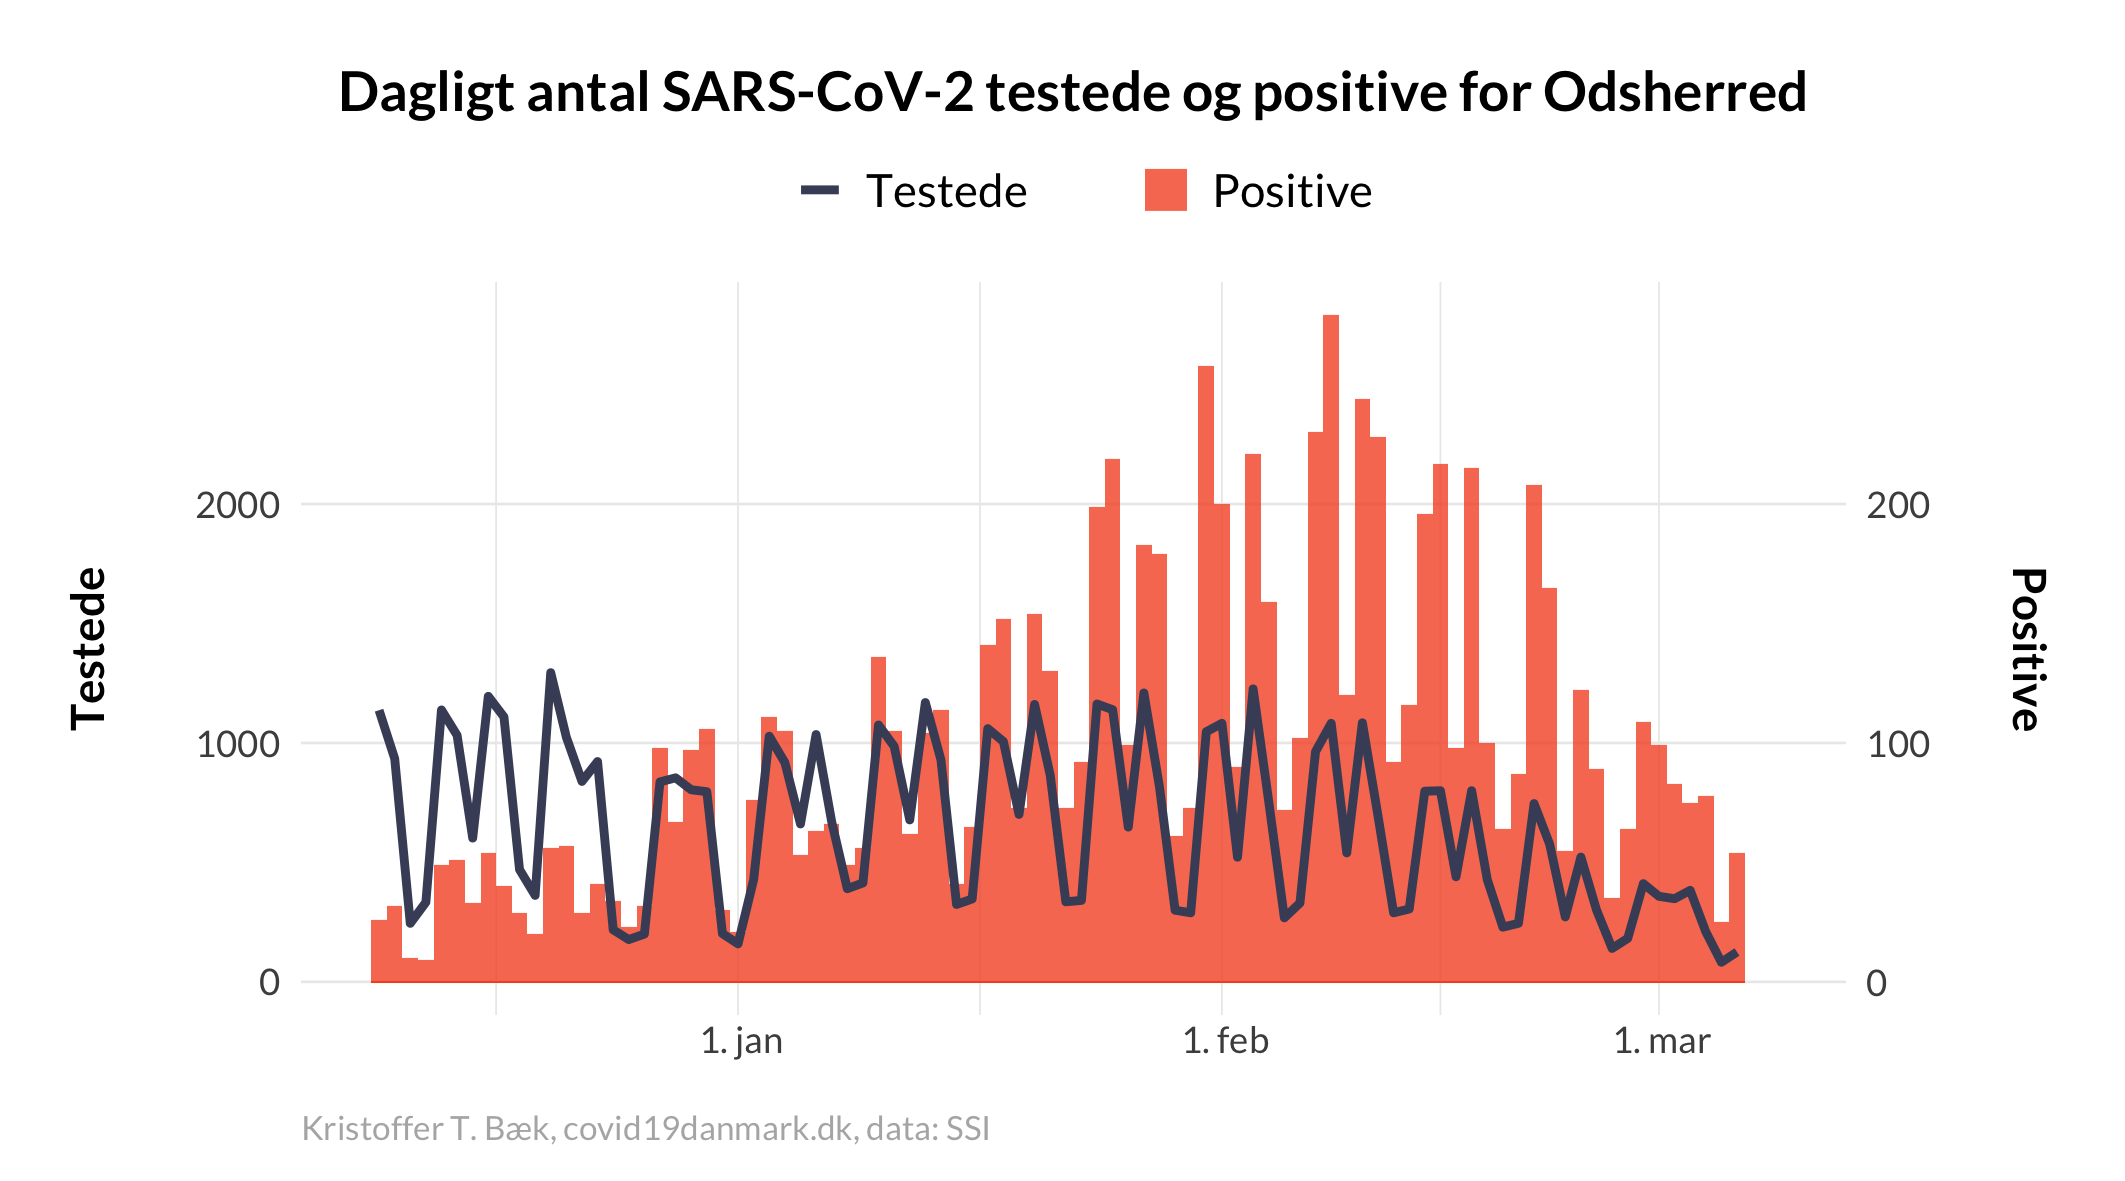 Dagligt antal SARS-CoV-2 testede og positive for Odsherred
Testede
Positive
Testede
2000
1000
0
200
100
0
Positive
1. jan
1. feb
1. mar
Kristoffer T. Bæk, covid19danmark.dk, data: SSI